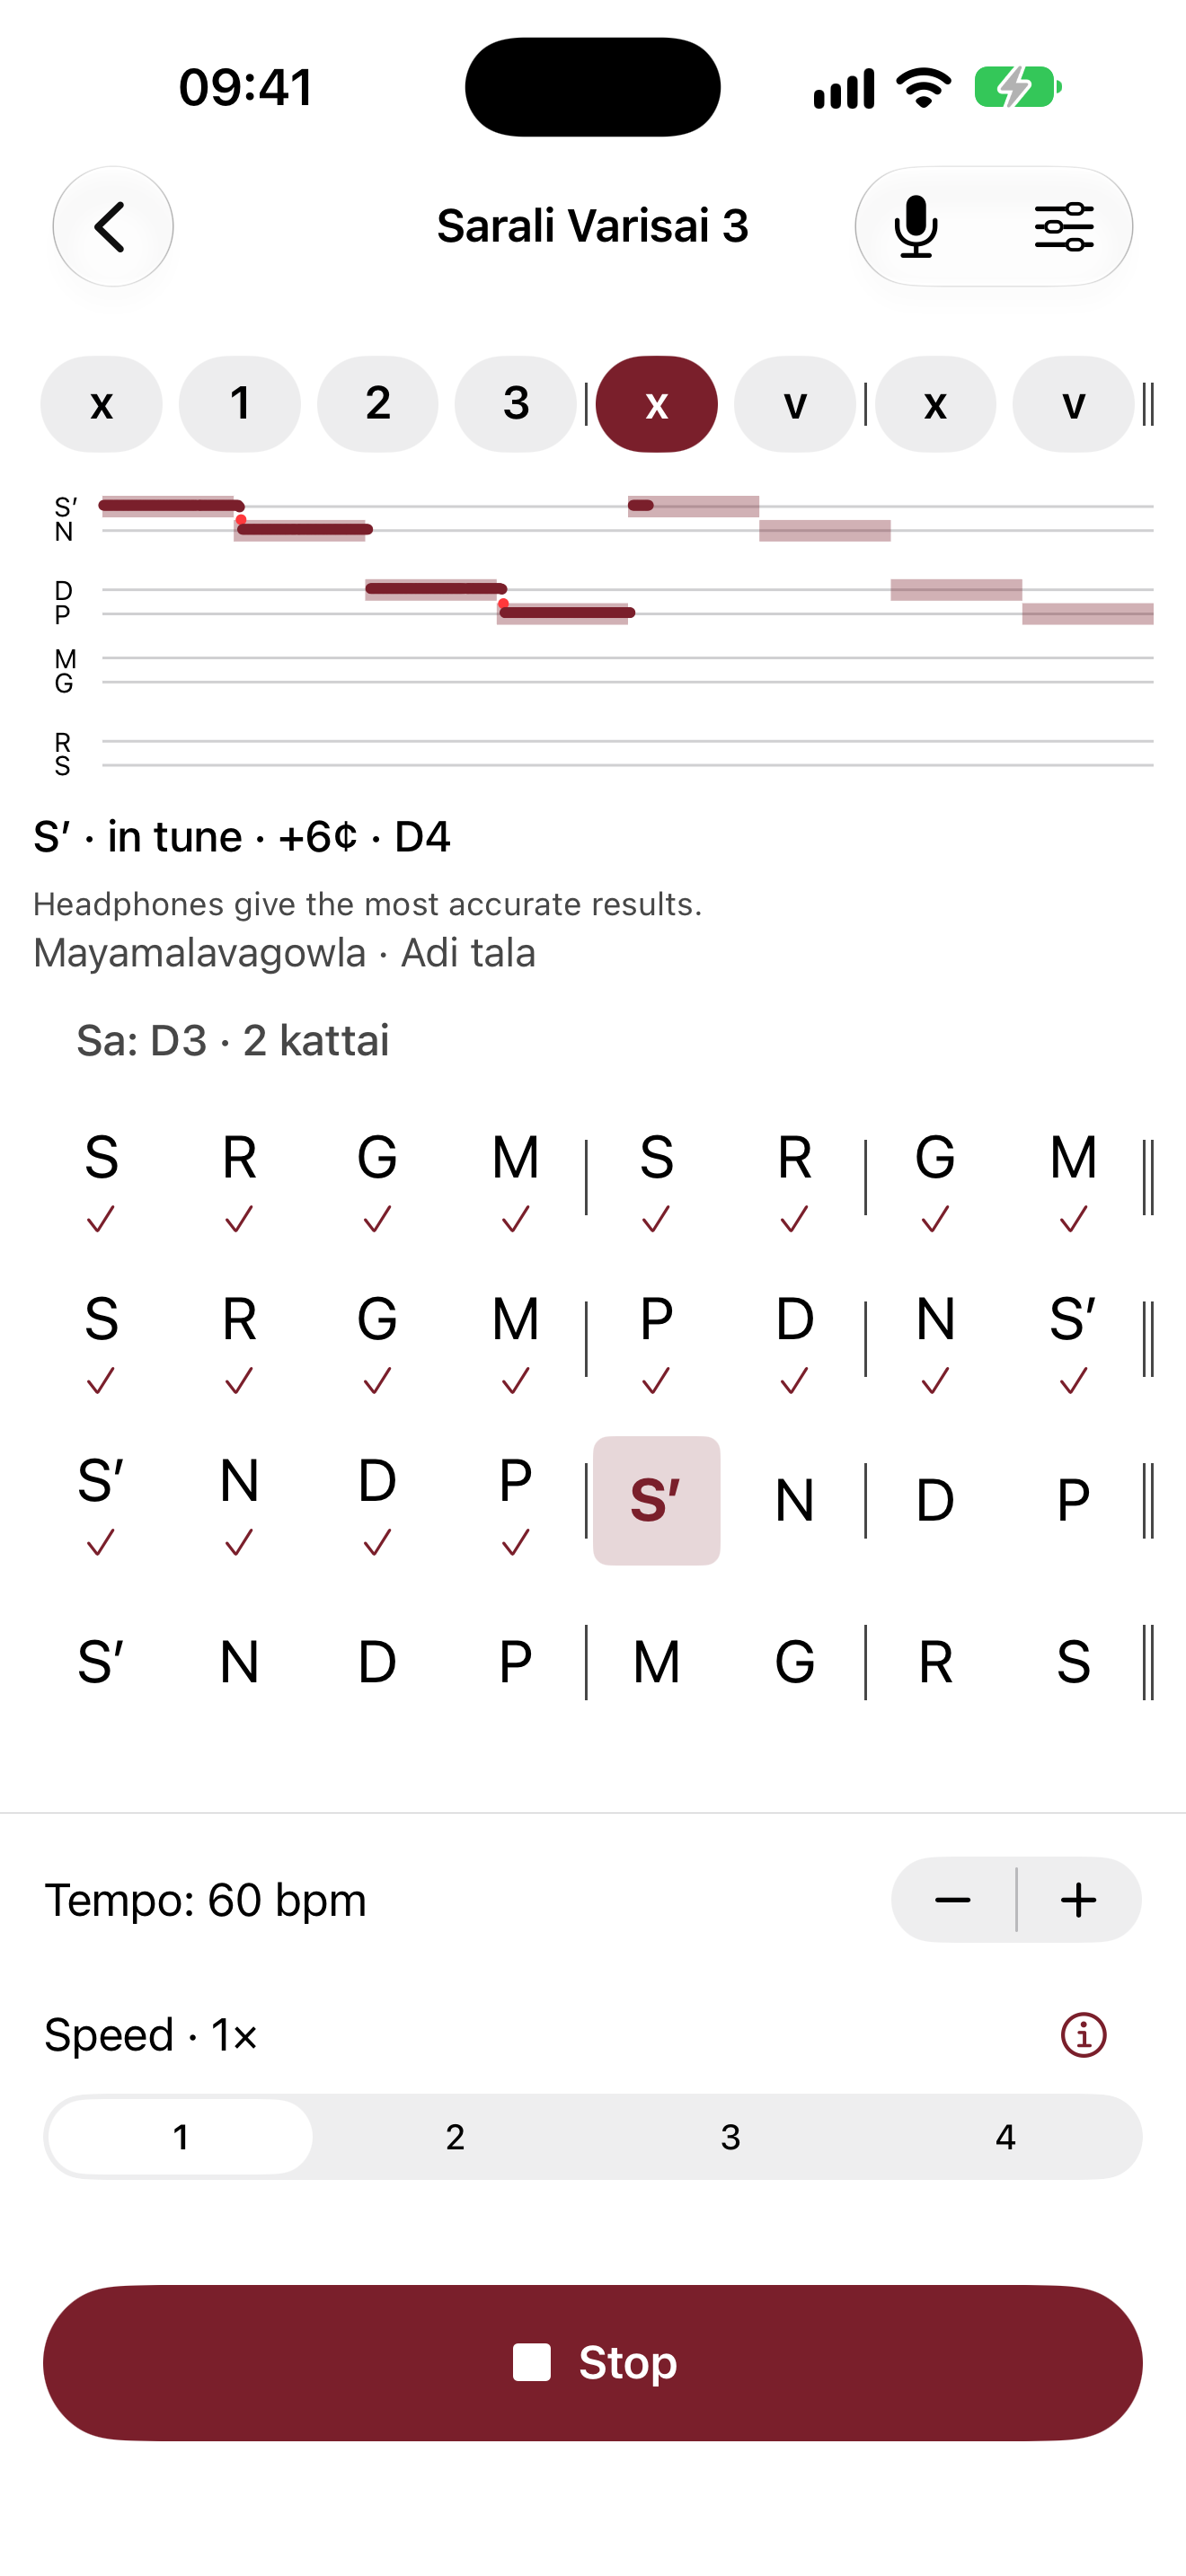 09:41
Sarali Varisai 3
x 1 2 3 | x v | x v ||
S′
N
D
P
M
G
R
S
S′ · in tune · +6¢ · D4
Headphones give the most accurate results.
Mayamalavagowla · Adi tala
Sa: D3 · 2 kattai
S R G M | S R | G M ||
✓ ✓ ✓ ✓ ✓ ✓ ✓ ✓
S R G M | P D | N S′ ||
✓ ✓ ✓ ✓ ✓ ✓ ✓ ✓
S′ N D P | S′ N | D P ||
✓ ✓ ✓ ✓
S′ N D P | M G | R S ||
Tempo: 60 bpm − +
Speed · 1×
1 2 3 4
Stop